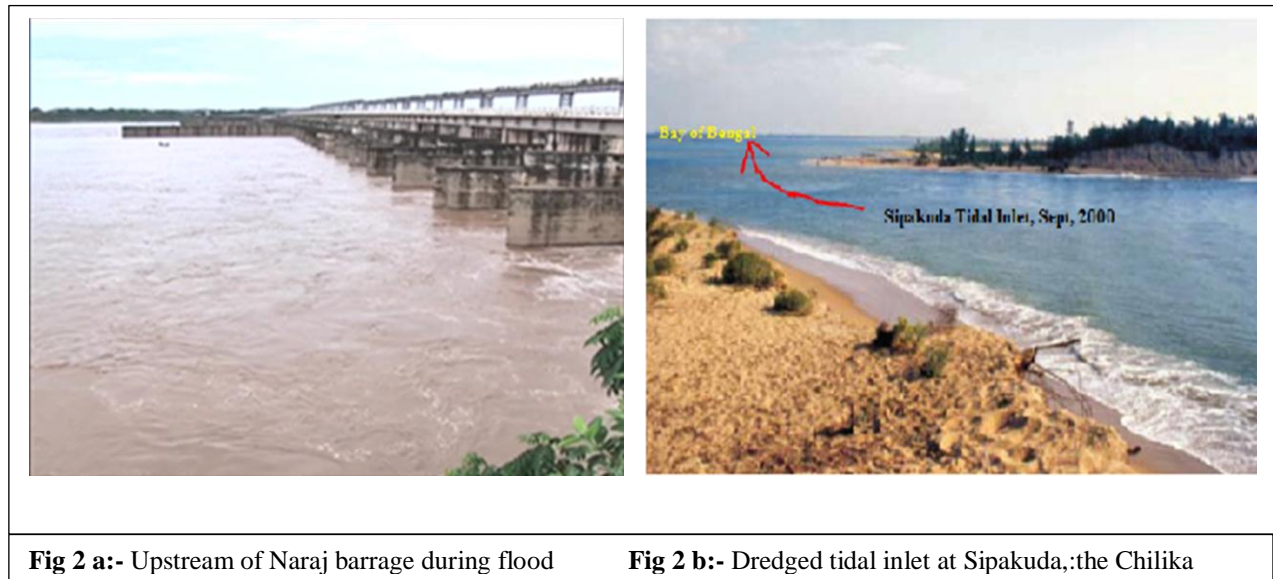 Bay of Bengal
Sipakuda Tidal Inlet, Sept, 2000
Fig 2 a:- Upstream of Naraj barrage during flood
Fig 2 b:- Dredged tidal inlet at Sipakuda,:the Chilika